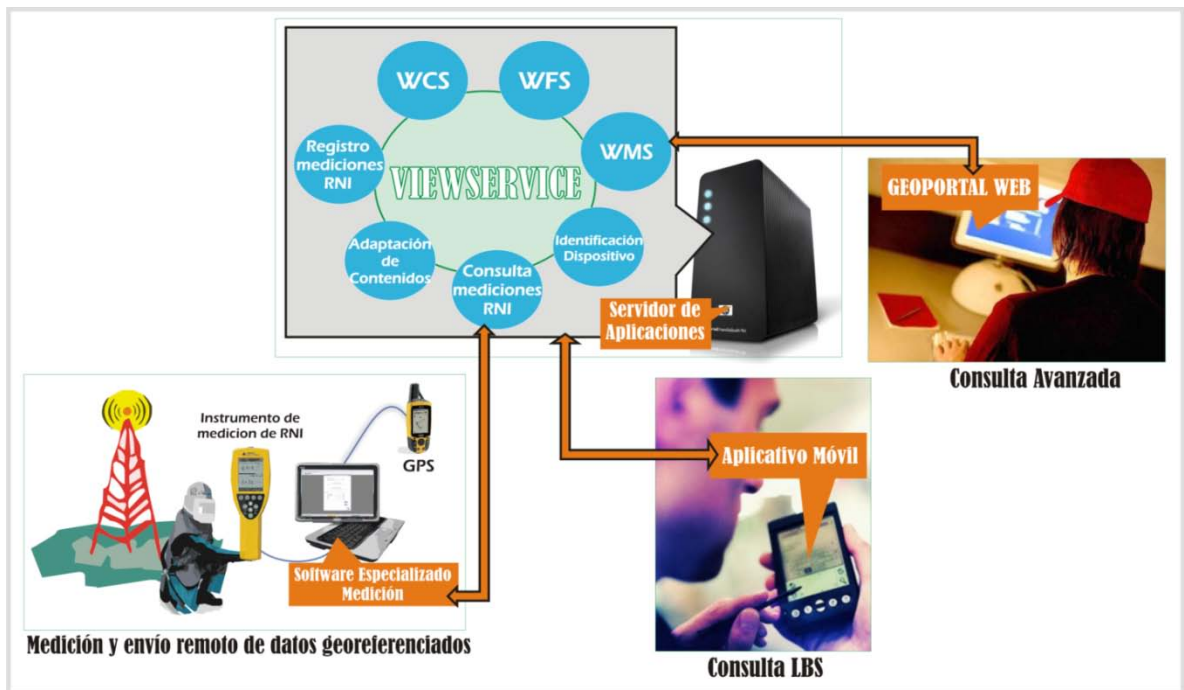 WCS
WFS
WMS
Registro
mediciones
RNI
VIEWSERVICE
Adaptación
de
Contenidos
Consulta
mediciones
RNI
Identificación
Dispositivo
Servidor de
Aplicaciones
GEOPORTAL WEB
Consulta Avanzada
Instrumento de
medicion de RNI
GPS
Software Especializado
Medición
Medición y envío remoto de datos georeferenciados
Aplicativo Móvil
Consulta LBS